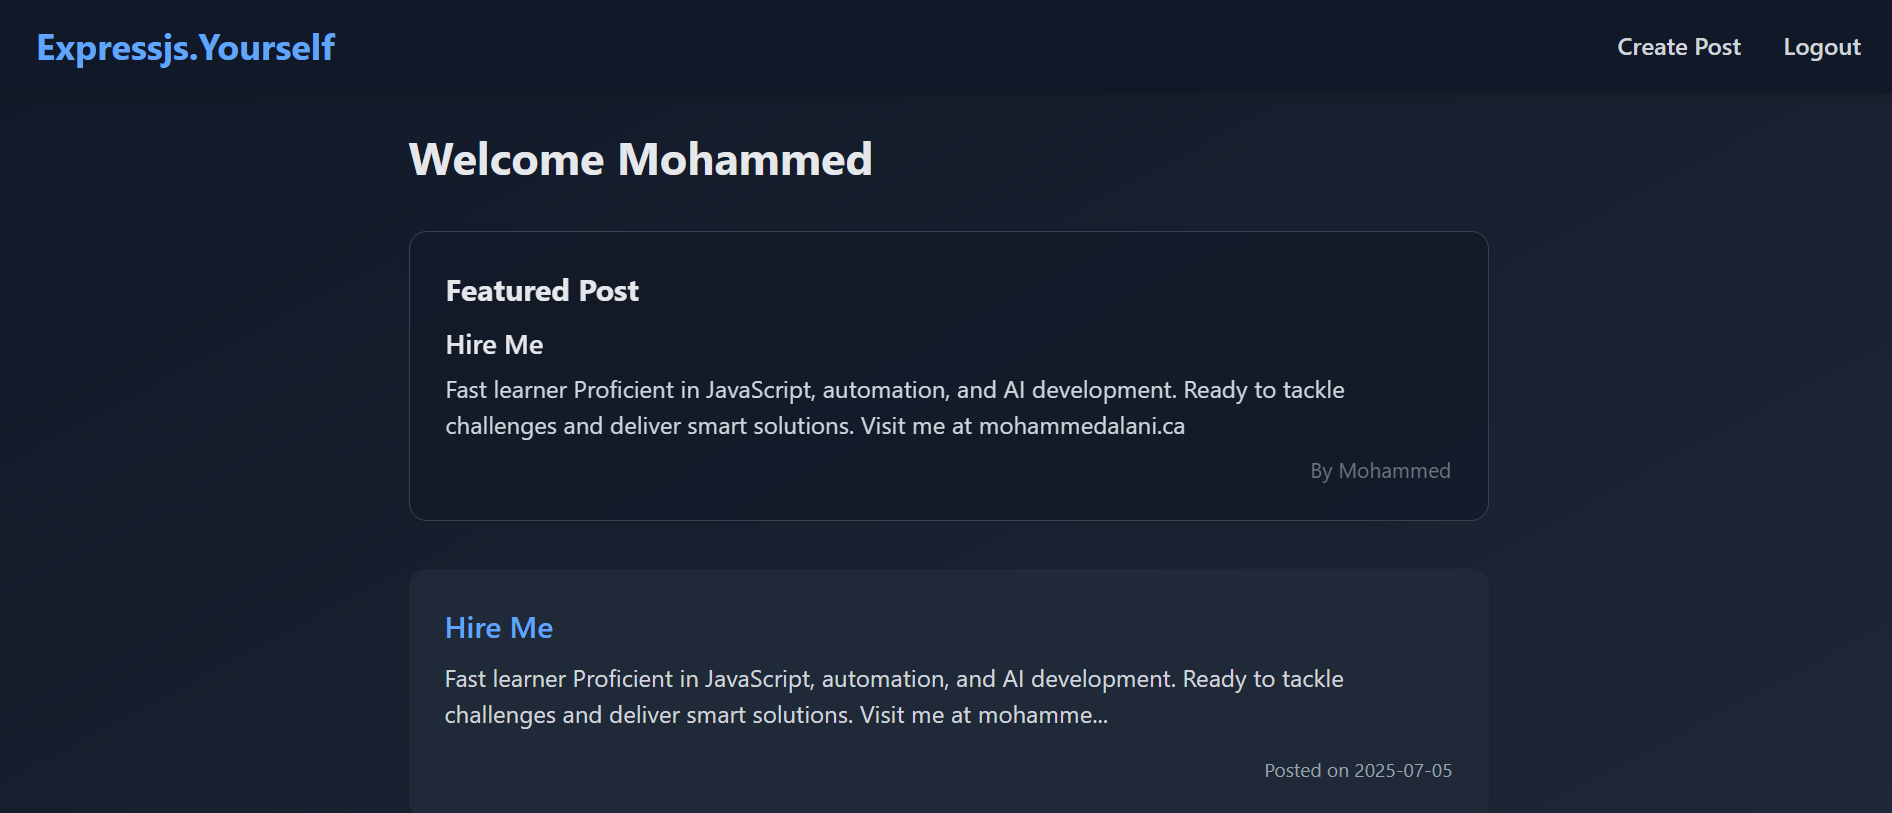 Expressjs.Yourself
Create Post
Logout
Welcome Mohammed
Featured Post
Hire Me
Fast learner Proficient in JavaScript, automation, and AI development. Ready to tackle
challenges and deliver smart solutions. Visit me at mohammedalani.ca
By Mohammed
Hire Me
Fast learner Proficient in JavaScript, automation, and AI development. Ready to tackle
challenges and deliver smart solutions. Visit me at mohamme...
Posted on 2025-07-05